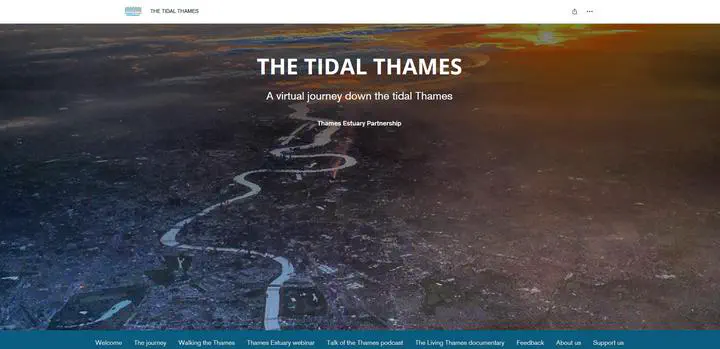 THE TIDAL THAMES
THE TIDAL THAMES
A virtual journey down the tidal Thames
Thames Estuary Partnership
Welcome The journey Walking the Thames Thames Estuary webinar Talk of the Thames podcast The Living Thames documentary Feedback About us Support us